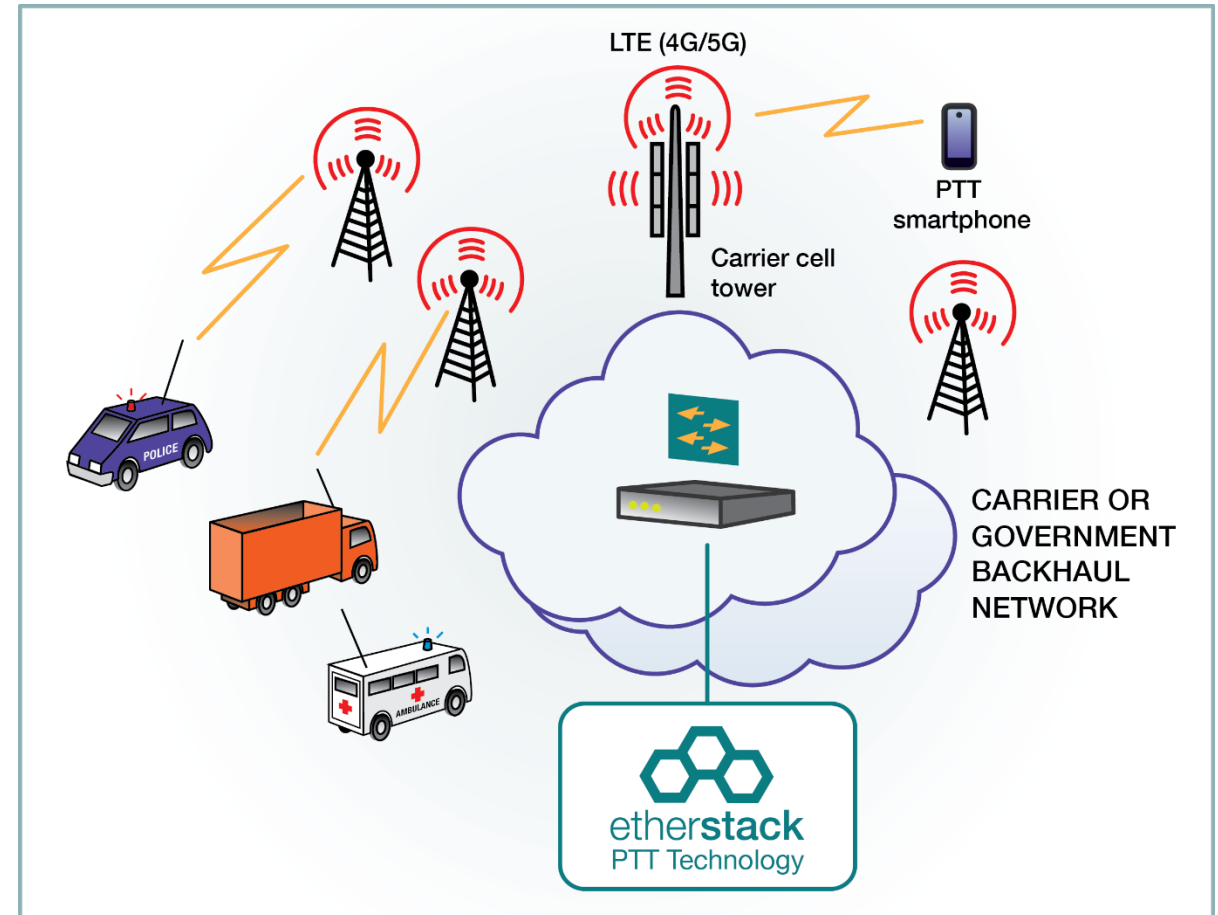 LTE (4G/5G)
PTT
smartphone
Carrier cell
tower
POLICE
CARRIER OR
GOVERNMENT
BACKHAUL
NETWORK
AMBULANCE
etherstack
PTT Technology